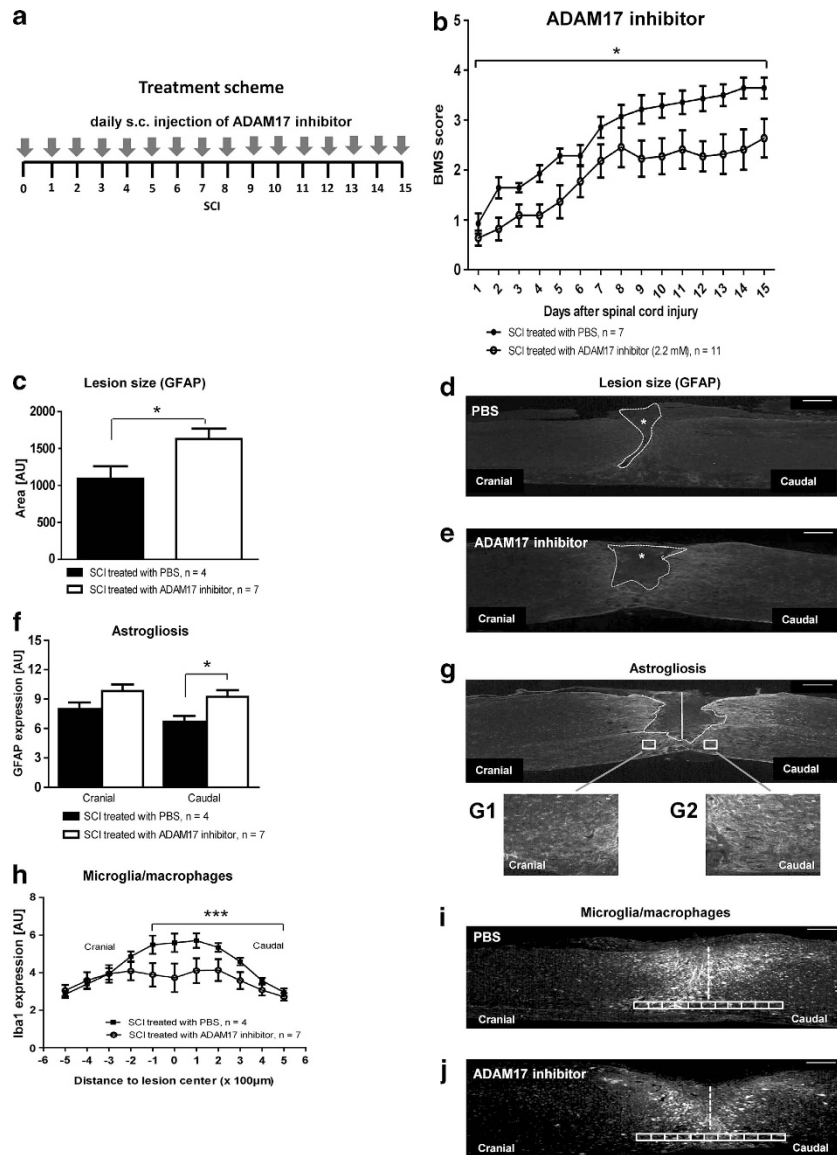 a
Treatment scheme
daily s.c. injection of ADAM17 inhibitor
0 1 2 3 4 5 6 7 8 9 10 11 12 13 14 15
SCI
b
ADAM17 inhibitor
*
BMS score
5
4
3
2
1
0
1 2 3 4 5 6 7 8 9 10 11 12 13 14 15
Days after spinal cord injury
SCI treated with PBS, n = 7
SCI treated with ADAM17 inhibitor (2.2 mM), n = 11
c
Lesion size (GFAP)
*
Area [AU]
2000
1500
1000
500
0
SCI treated with PBS, n = 4
SCI treated with ADAM17 inhibitor, n = 7
d
Lesion size (GFAP)
PBS
*
Cranial Caudal
e
ADAM17 inhibitor
*
Cranial Caudal
f
Astrogliosis
*
GFAP expression [AU]
15
12
9
6
3
0
Cranial Caudal
SCI treated with PBS, n = 4
SCI treated with ADAM17 inhibitor, n = 7
g
Astrogliosis
Cranial Caudal
G1
Cranial
G2
Caudal
h
Microglia/macrophages
***
Cranial Caudal
Iba1 expression [AU]
8
6
4
2
0
SCI treated with PBS, n = 4
SCI treated with ADAM17 inhibitor, n = 7
-6 -5 -4 -3 -2 -1 0 1 2 3 4 5 6
Distance to lesion center (x 100µm)
i
Microglia/macrophages
PBS
Cranial Caudal
j
ADAM17 inhibitor
Cranial Caudal